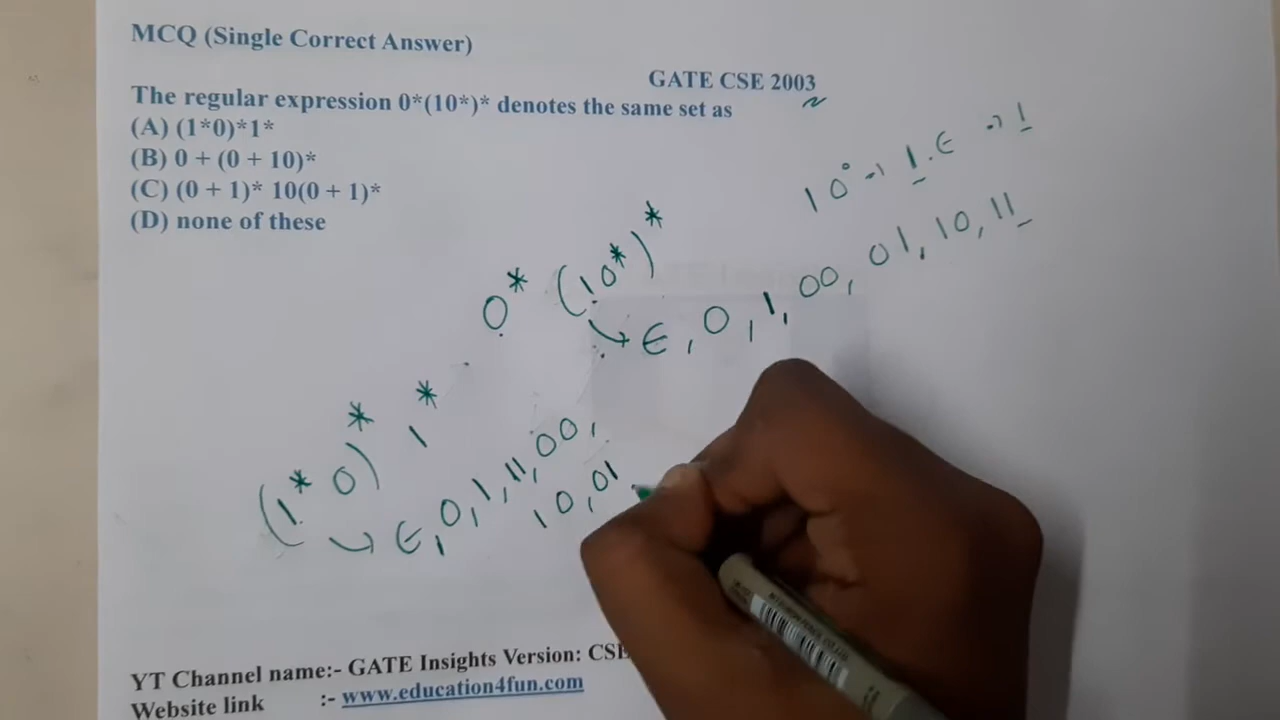 MCQ (Single Correct Answer)
GATE CSE 2003
The regular expression 0*(10*)* denotes the same set as
(A) (1*0)*1*
(B) 0 + (0 + 10)*
(C) (0 + 1)* 10(0 + 1)*
(D) none of these
10° → 1.ϵ → 1
0* (10*)*
ϵ, 0, 1, 00, 01, 10, 11
(1* 0)* 1*
ϵ, 0, 1, 11, 00,
10, 01
YT Channel name:- GATE Insights Version: CSE
Website link :- www.education4fun.com